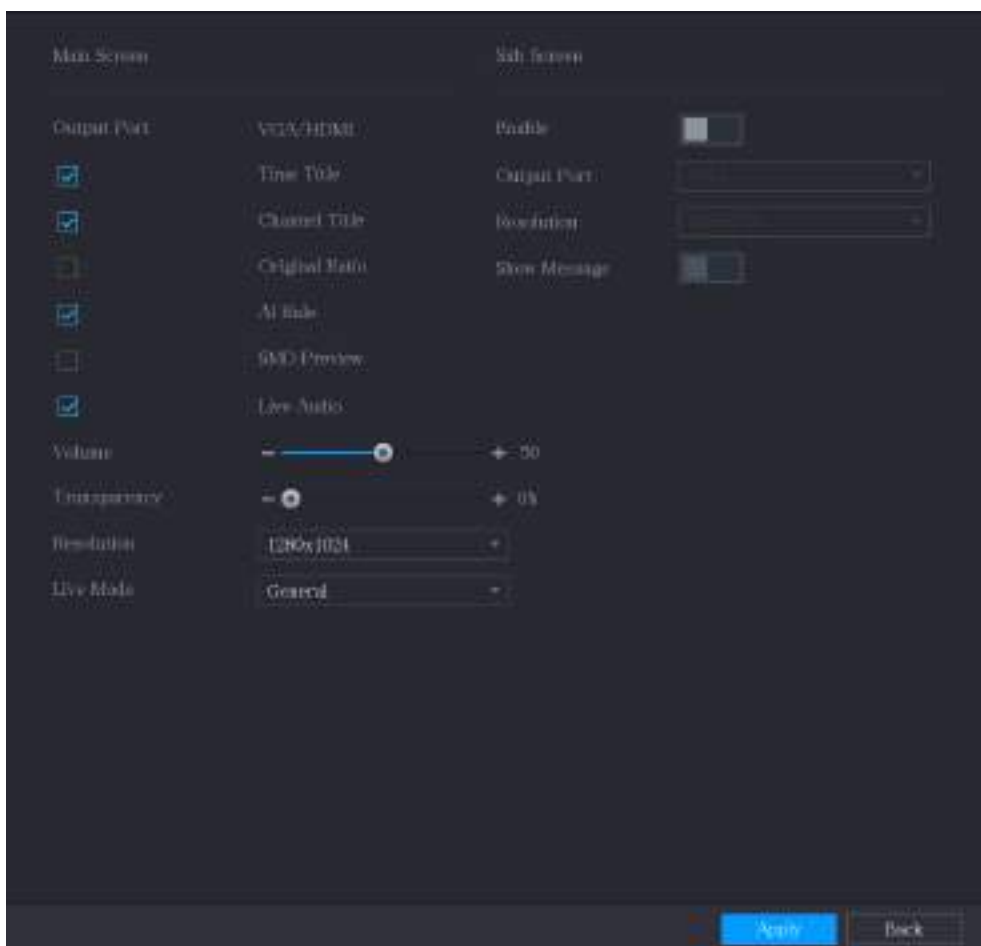 Main Screen
Sub Screen
Output Port
VGA/HDMI
Enable
Time Title
Output Port
Channel Title
Resolution
Original Ratio
Show Message
AI Rule
SMD Preview
Live Audio
Volume
50
Transparency
0%
Resolution
1280x1024
Live Mode
General
Apply
Back